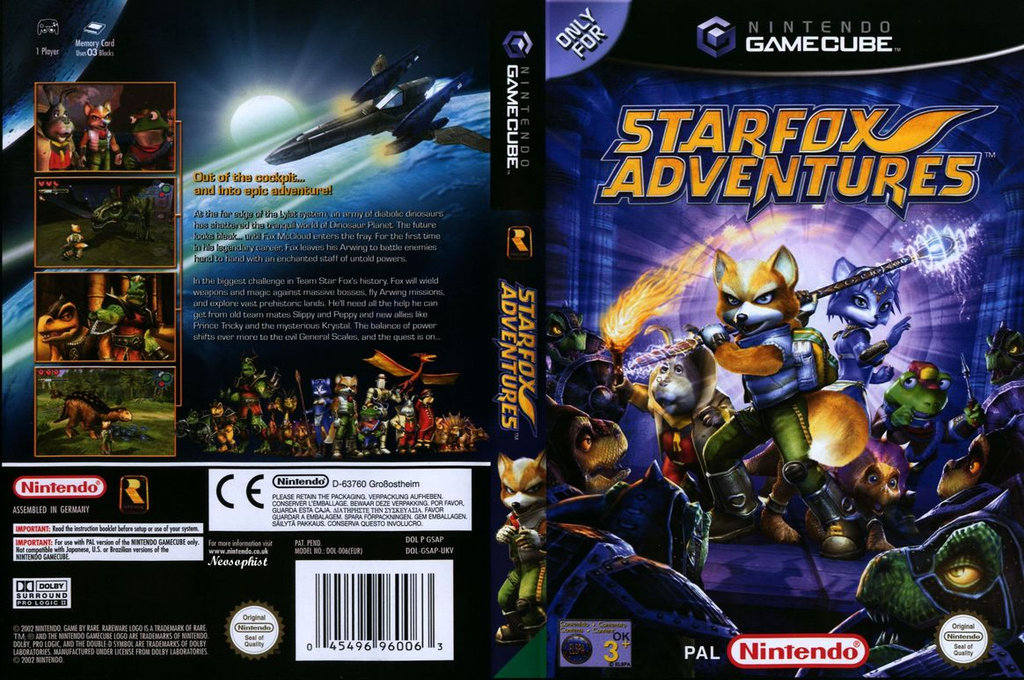 1 Player
Memory Card
Uses 03 Blocks
Out of the cockpit...
and into epic adventure!
At the far edge of the Lylat system, an army of diabolic dinosaurs
has shattered the tranquil world of Dinosaur Planet. The future
looks bleak... until Fox McCloud enters the fray. For the first time
in his legendary career, Fox leaves his Arwing to battle enemies
hand to hand with an enchanted staff of untold powers.
In the biggest challenge in Team Star Fox's history, Fox will wield
weapons and magic against massive bosses, fly Arwing missions,
and explore vast prehistoric lands. He'll need all the help he can
get from old team mates Slippy and Peppy and new allies like
Prince Tricky and the mysterious Krystal. The balance of power
shifts ever more to the evil General Scales, and the quest is on...
Nintendo®
ASSEMBLED IN GERMANY
CE
Nintendo® D-63760 Großostheim
PLEASE RETAIN THE PACKAGING. VERPACKUNG AUFHEBEN.
CONSERVER L'EMBALLAGE. BEWAAR DEZE VERPAKKING. POR FAVOR,
GUARDA ESTA CAJA. ΔΙΑΤΗΡΗΣΤΕ ΤΗΝ ΣΥΣΚΕΥΑΣΙΑ. FAVOR
GUARDAR A EMBALAGEM. SPARA FÖRPACKNINGEN. GEM EMBALLAGEN.
SÄILYTÄ PAKKAUS. CONSERVA QUESTO INVOLUCRO.
IMPORTANT: Read the instruction booklet before setup or use of your system.
IMPORTANT: For use with PAL version of the NINTENDO GAMECUBE only.
Not compatible with Japanese, U.S. or Brazilian versions of the
NINTENDO GAMECUBE.
For more information visit
www.nintendo.co.uk
Neosophist
PAT. PEND.
MODEL NO.: DOL-006(EUR)
DOL P GSAP
DOL-GSAP-UKV
DOLBY
SURROUND
PRO LOGIC II
© 2002 NINTENDO. GAME BY RARE. RAREWARE LOGO IS A TRADEMARK OF RARE.
TM, ® AND THE NINTENDO GAMECUBE LOGO ARE TRADEMARKS OF NINTENDO.
DOLBY, PRO LOGIC, AND THE DOUBLE-D SYMBOL ARE TRADEMARKS OF DOLBY
LABORATORIES. MANUFACTURED UNDER LICENSE FROM DOLBY LABORATORIES.
© 2002 NINTENDO.
Original
Nintendo
Seal of
Quality
0 45496 96006 3
NINTENDO
GAMECUBE™
STARFOX
ADVENTURES™
ONLY
FOR
NINTENDO
GAMECUBE™
STARFOX
ADVENTURES™
OK
3+
ELSPA
PAL
Nintendo®
Original
Nintendo
Seal of
Quality